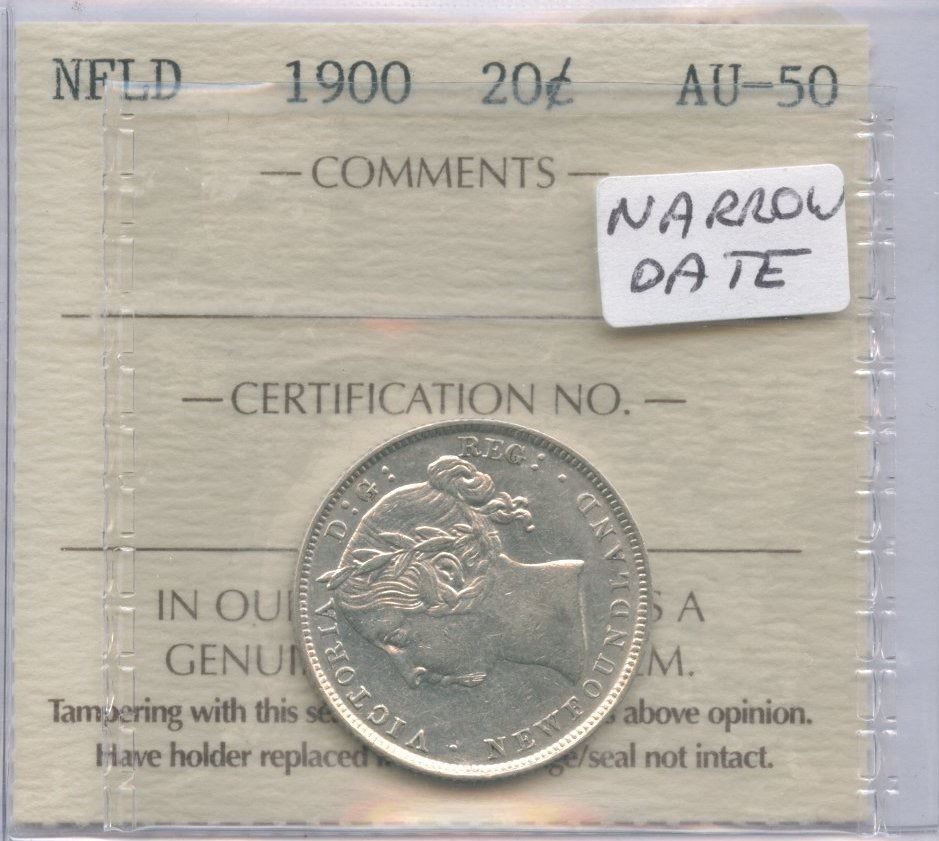 NFLD 1900 20¢ AU-50
— COMMENTS —
NARROW
DATE
— CERTIFICATION NO. —
VICTORIA D:G: REG: . NEWFOUNDLAND .
IN OU S A
GENU M.
Tampering with this se above opinion.
Have holder replaced ge/seal not intact.